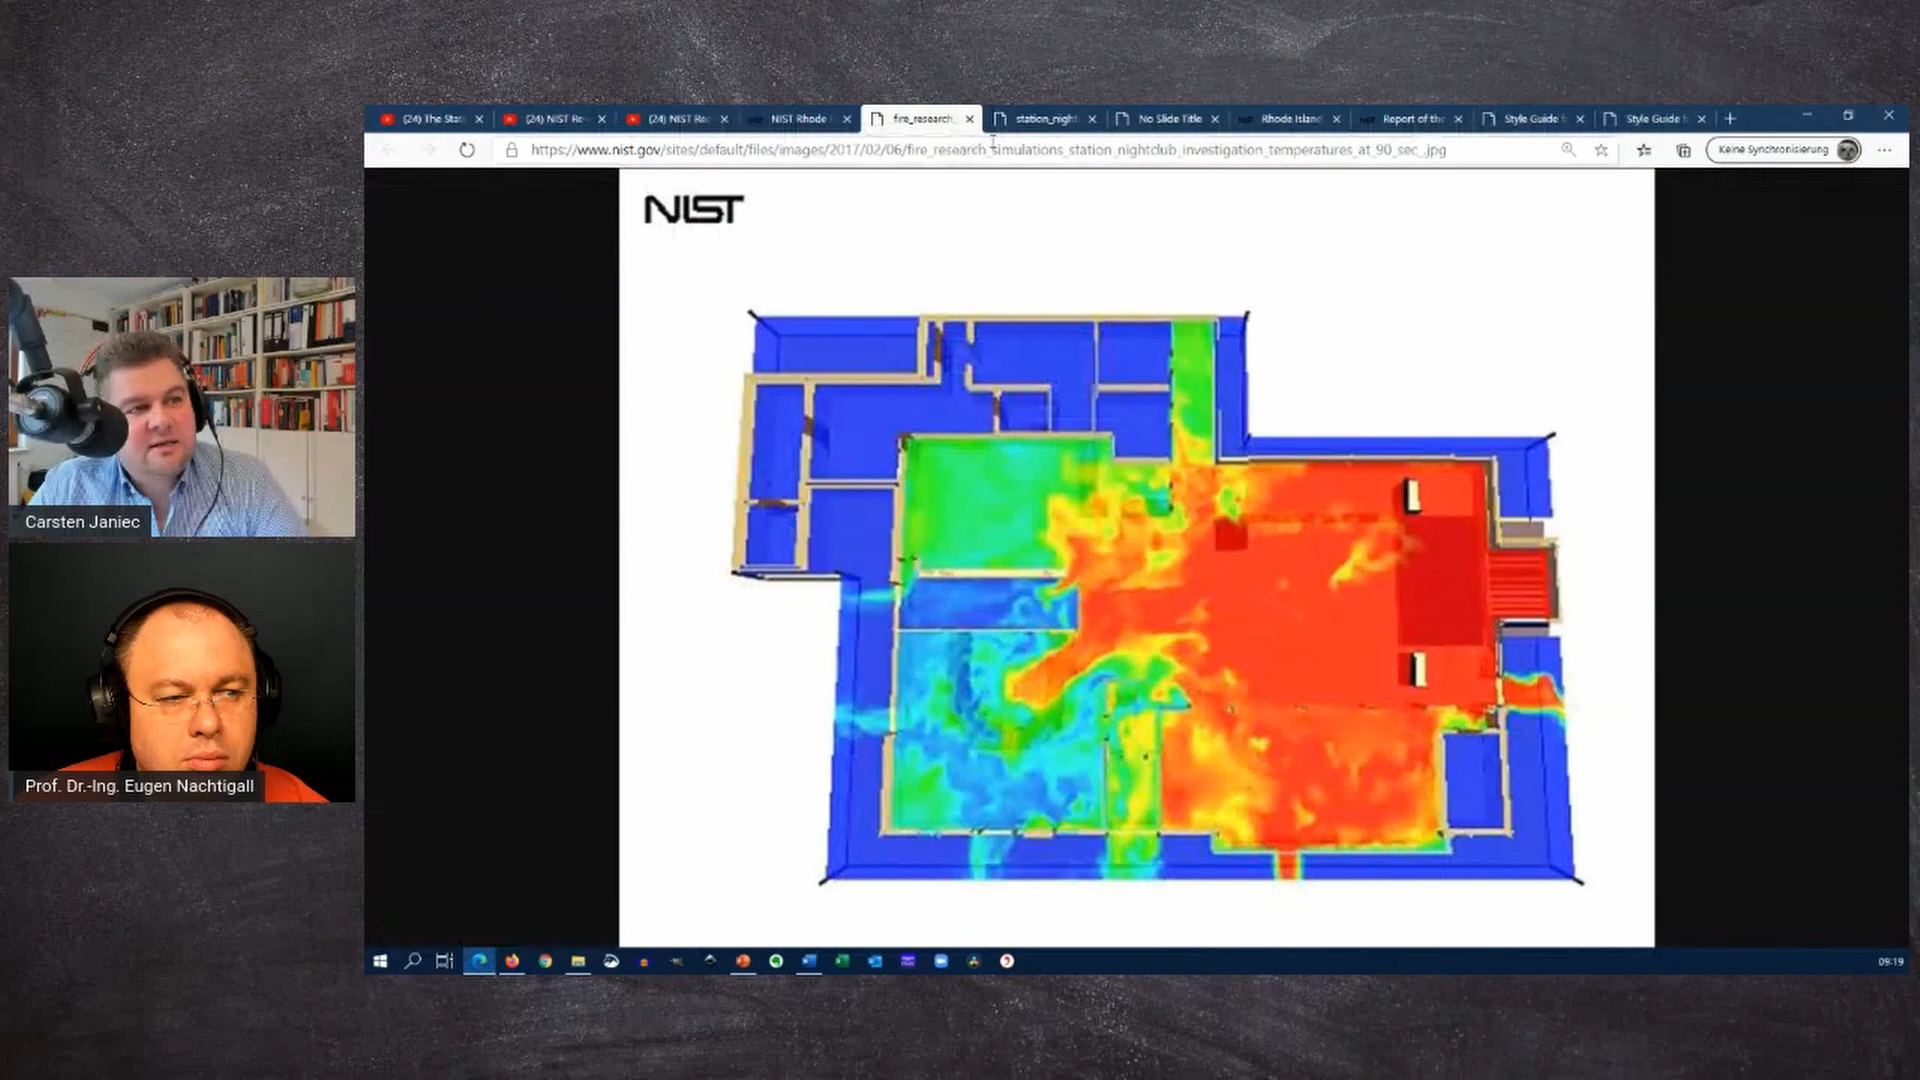 (24) The Stat
(24) NIST Re
(24) NIST Re
NIST Rhode
fire_research_
station_night
No Slide Title
Rhode Island
Report of the
Style Guide f
Style Guide f
https://www.nist.gov/sites/default/files/images/2017/02/06/fire_research_simulations_station_nightclub_investigation_temperatures_at_90_sec_.jpg
Keine Synchronisierung
NIST
Carsten Janiec
Prof. Dr.-Ing. Eugen Nachtigall
09:19